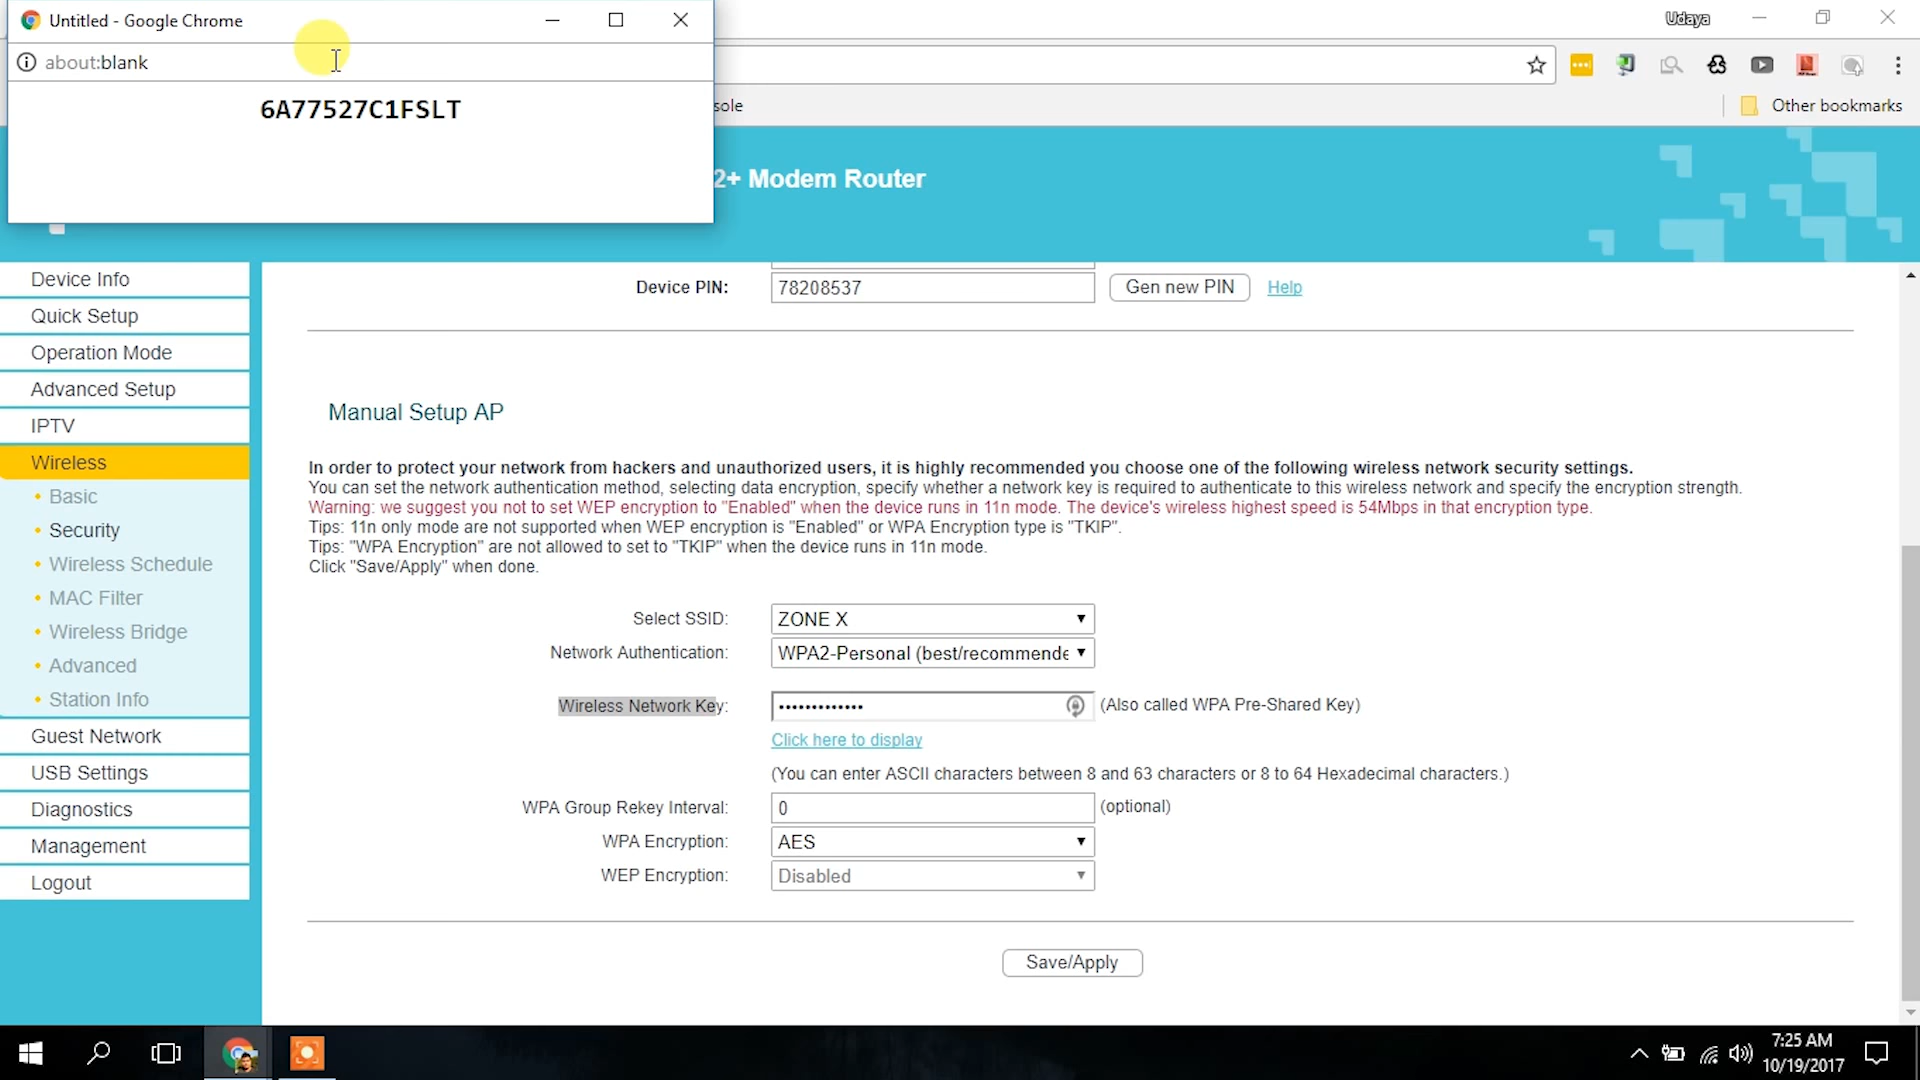 Untitled - Google Chrome
Udaya
about:blank
6A77527C1FSLT
sole
Other bookmarks
2+ Modem Router
Device Info
Quick Setup
Operation Mode
Advanced Setup
IPTV
Wireless
• Basic
• Security
• Wireless Schedule
• MAC Filter
• Wireless Bridge
• Advanced
• Station Info
Guest Network
USB Settings
Diagnostics
Management
Logout
Device PIN: 78208537 Gen new PIN Help
Manual Setup AP
In order to protect your network from hackers and unauthorized users, it is highly recommended you choose one of the following wireless network security settings.
You can set the network authentication method, selecting data encryption, specify whether a network key is required to authenticate to this wireless network and specify the encryption strength.
Warning: we suggest you not to set WEP encryption to "Enabled" when the device runs in 11n mode. The device's wireless highest speed is 54Mbps in that encryption type.
Tips: 11n only mode are not supported when WEP encryption is "Enabled" or WPA Encryption type is "TKIP".
Tips: "WPA Encryption" are not allowed to set to "TKIP" when the device runs in 11n mode.
Click "Save/Apply" when done.
Select SSID: ZONE X
Network Authentication: WPA2-Personal (best/recommende
Wireless Network Key: ••••••••••••• (Also called WPA Pre-Shared Key)
Click here to display
(You can enter ASCII characters between 8 and 63 characters or 8 to 64 Hexadecimal characters.)
WPA Group Rekey Interval: 0 (optional)
WPA Encryption: AES
WEP Encryption: Disabled
Save/Apply
7:25 AM
10/19/2017